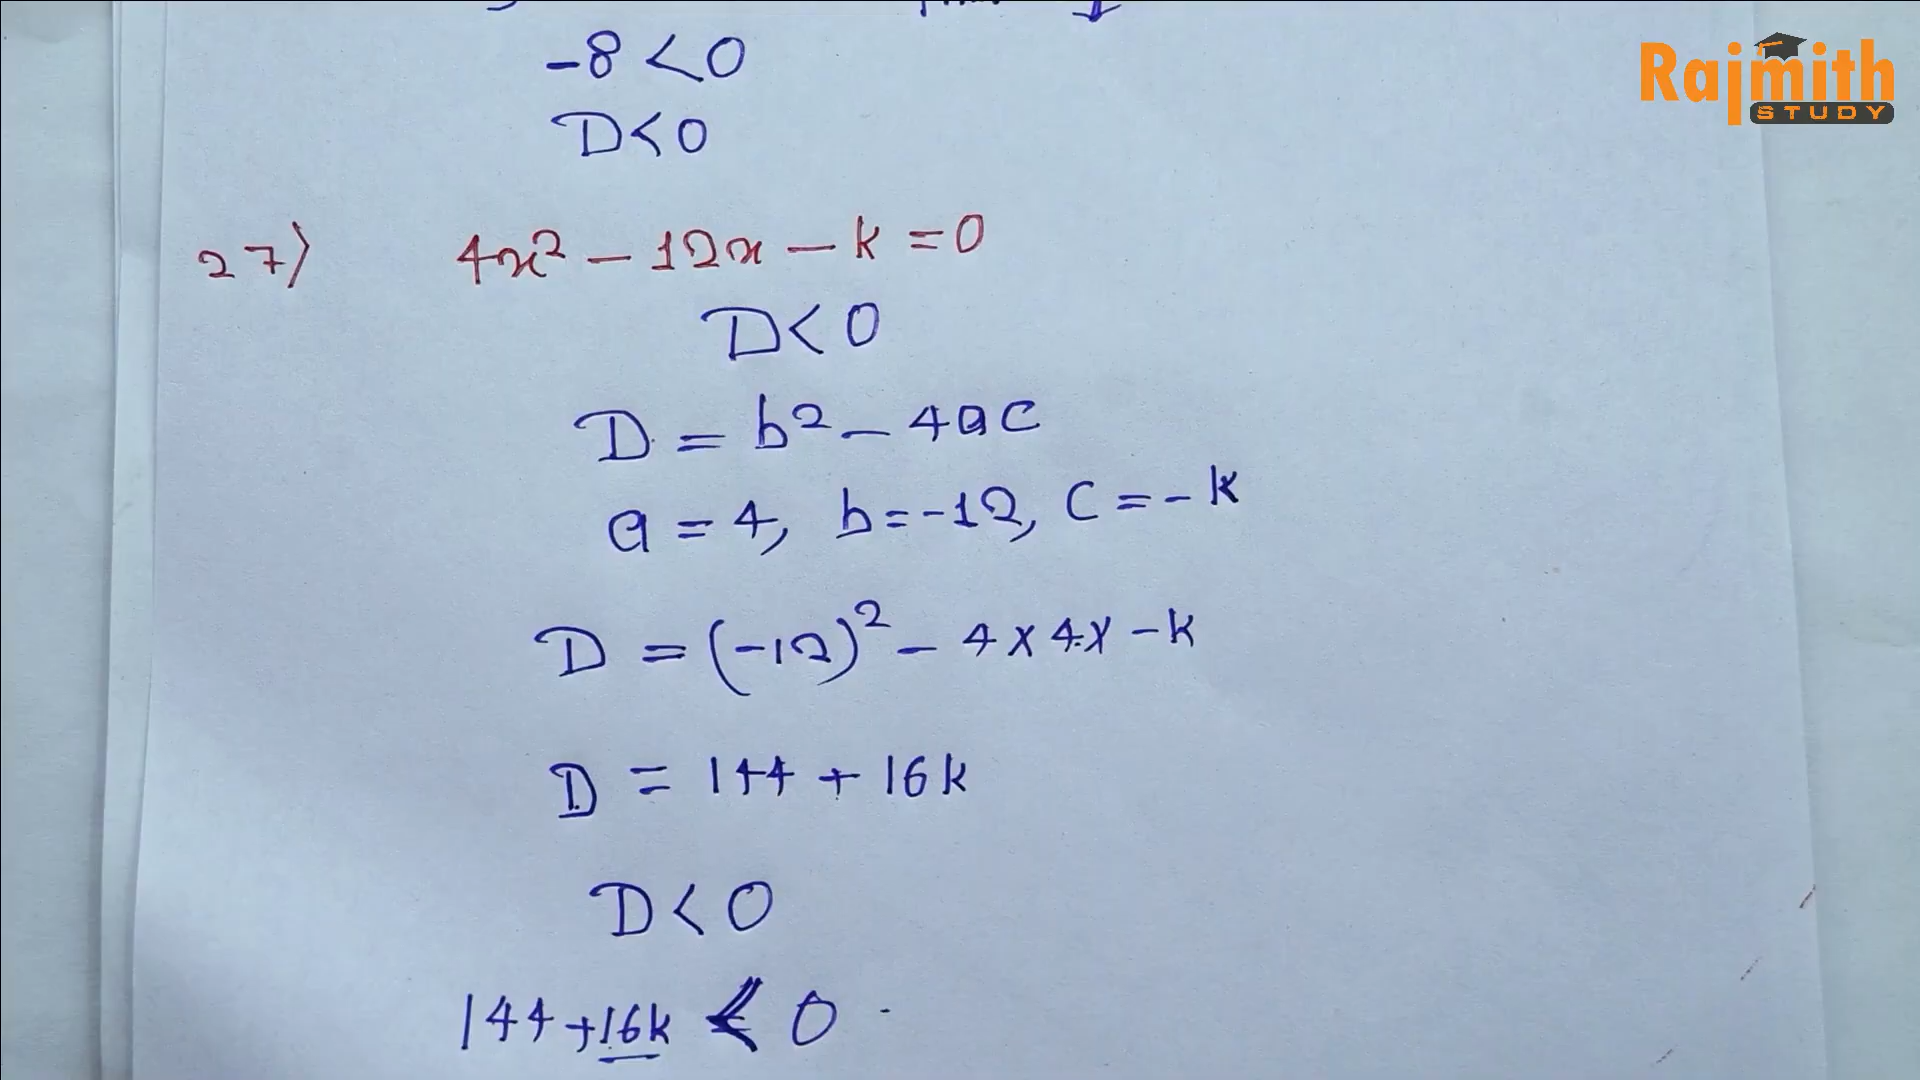 -8 < 0
D < 0
27) 4x² - 12x - k = 0
D < 0
D = b² - 4ac
a = 4, b = -12, c = - k
D = (-12)² - 4 x 4 x - k
D = 144 + 16k
D < 0
144 + 16k < 0
Rajmith
STUDY